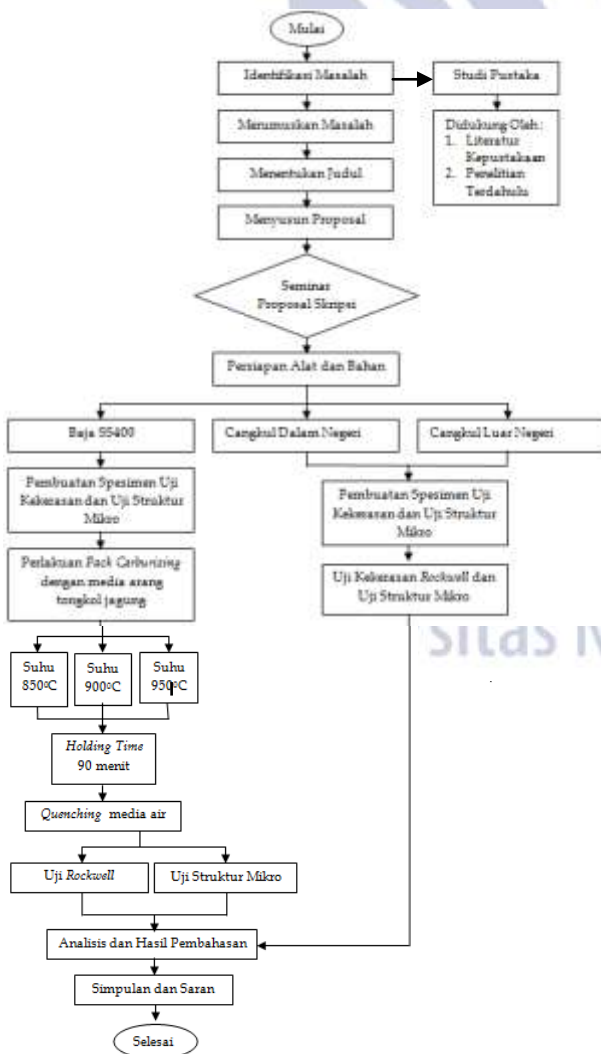 Mulai
Identifikasi Masalah
Studi Pustaka
Merumuskan Masalah
Didukung Oleh :
1. Literatur
Kepustakaan
2. Penelitian
Terdahulu
Menentukan Judul
Menyusun Proposal
Seminar
Proposal Skripsi
Persiapan Alat dan Bahan
Baja SS400
Cangkul Dalam Negeri
Cangkul Luar Negeri
Pembuatan Spesimen Uji
Kekerasan dan Uji Struktur
Mikro
Pembuatan Spesimen Uji
Kekerasan dan Uji Struktur
Mikro
Perlakuan Pack Carburizing
dengan media arang
tongkol jagung
Uji Kekerasan Rockwell dan
Uji Struktur Mikro
Suhu
850°C
Suhu
900°C
Suhu
950°C
Holding Time
90 menit
Quenching media air
Uji Rockwell
Uji Struktur Mikro
Analisis dan Hasil Pembahasan
Simpulan dan Saran
Selesai